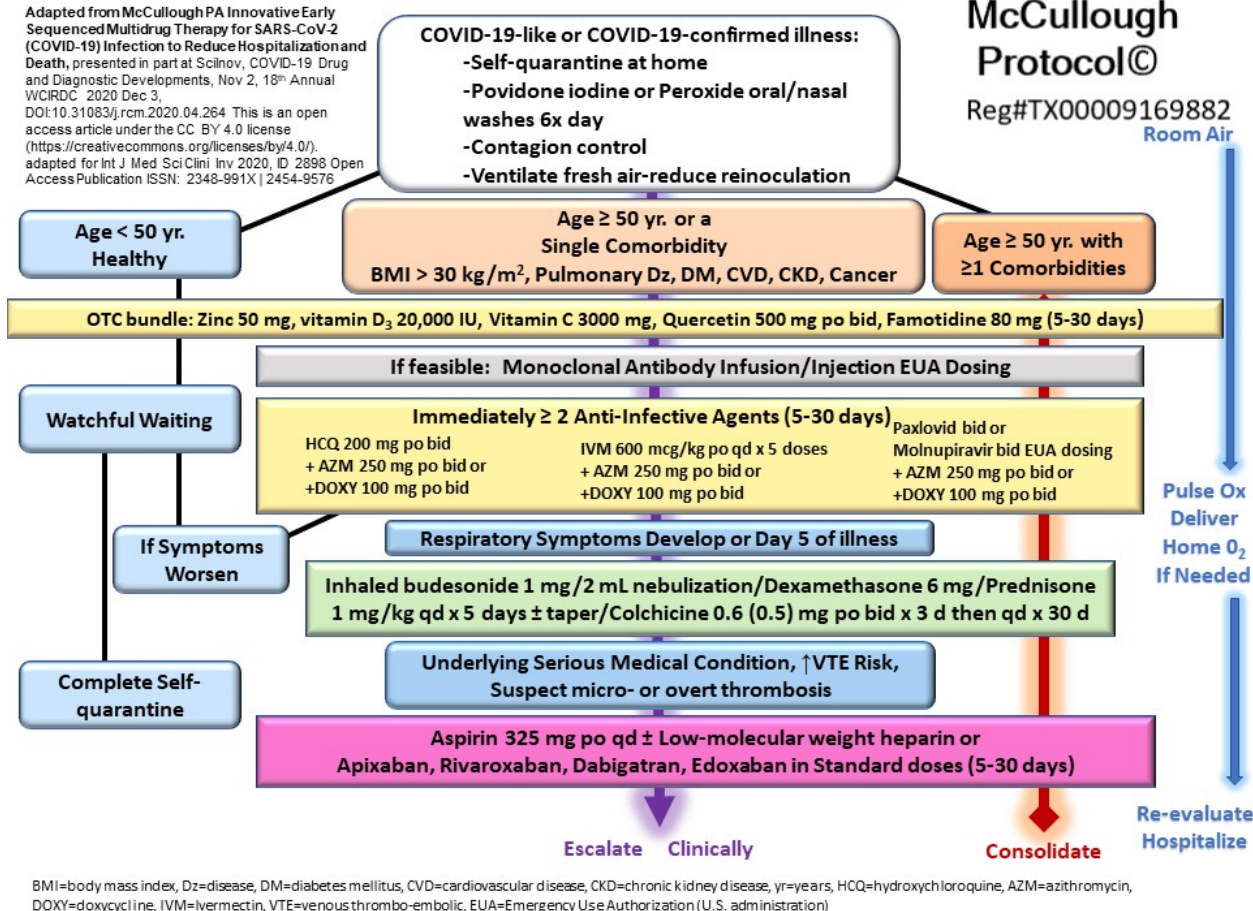 Adapted from McCullough PA Innovative Early
Sequenced Multidrug Therapy for SARS-CoV-2
(COVID-19) Infection to Reduce Hospitalization and
Death, presented in part at Scilnov, COVID-19 Drug
and Diagnostic Developments, Nov 2, 18th Annual
WCIRDC 2020 Dec 3,
DOI:10.31083/j.rcm.2020.04.264 This is an open
access article under the CC BY 4.0 license
(https://creativecommons.org/licenses/by/4.0/).
adapted for Int J Med Sci Clini Inv 2020, ID 2898 Open
Access Publication ISSN: 2348-991X | 2454-9576
COVID-19-like or COVID-19-confirmed illness:
-Self-quarantine at home
-Povidone iodine or Peroxide oral/nasal
washes 6x day
-Contagion control
-Ventilate fresh air-reduce reinoculation
McCullough
Protocol©
Reg#TX00009169882
Room Air
Age < 50 yr.
Healthy
Age ≥ 50 yr. or a
Single Comorbidity
BMI > 30 kg/m², Pulmonary Dz, DM, CVD, CKD, Cancer
Age ≥ 50 yr. with
≥1 Comorbidities
OTC bundle: Zinc 50 mg, vitamin D₃ 20,000 IU, Vitamin C 3000 mg, Quercetin 500 mg po bid, Famotidine 80 mg (5-30 days)
If feasible: Monoclonal Antibody Infusion/Injection EUA Dosing
Watchful Waiting
Immediately ≥ 2 Anti-Infective Agents (5-30 days)
HCQ 200 mg po bid
+ AZM 250 mg po bid or
+DOXY 100 mg po bid
IVM 600 mcg/kg po qd x 5 doses
+ AZM 250 mg po bid or
+DOXY 100 mg po bid
Paxlovid bid or
Molnupiravir bid EUA dosing
+ AZM 250 mg po bid or
+DOXY 100 mg po bid
Pulse Ox
Deliver
Home 0₂
If Needed
If Symptoms
Worsen
Respiratory Symptoms Develop or Day 5 of illness
Inhaled budesonide 1 mg/2 mL nebulization/Dexamethasone 6 mg/Prednisone
1 mg/kg qd x 5 days ± taper/Colchicine 0.6 (0.5) mg po bid x 3 d then qd x 30 d
Complete Self-
quarantine
Underlying Serious Medical Condition, ↑VTE Risk,
Suspect micro- or overt thrombosis
Aspirin 325 mg po qd ± Low-molecular weight heparin or
Apixaban, Rivaroxaban, Dabigatran, Edoxaban in Standard doses (5-30 days)
Escalate Clinically
Consolidate
Re-evaluate
Hospitalize
BMI=body mass index, Dz=disease, DM=diabetes mellitus, CVD=cardiovascular disease, CKD=chronic kidney disease, yr=years, HCQ=hydroxychloroquine, AZM=azithromycin,
DOXY=doxycycline, IVM=Ivermectin, VTE=venous thrombo-embolic, EUA=Emergency Use Authorization (U.S. administration)